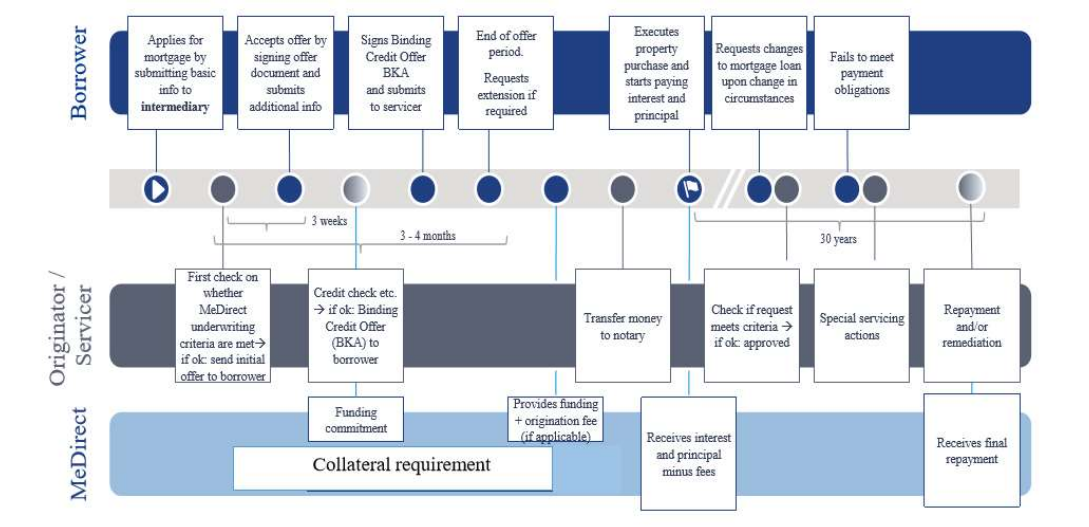 Borrower
Applies for
mortgage by
submitting basic
info to
intermediary
Accepts offer by
signing offer
document and
submits
additional info
Signs Binding
Credit Offer
BKA
and submits
to servicer
End of offer
period.
Requests
extension if
required
Executes
property
purchase and
starts paying
interest and
principal
Requests changes
to mortgage loan
upon change in
circumstances
Fails to meet
payment
obligations
3 weeks
3 - 4 months
30 years
Originator /
Servicer
First check on
whether
MeDirect
underwriting
criteria are met→
if ok: send initial
offer to borrower
Credit check etc.
→ if ok: Binding
Credit Offer
(BKA) to
borrower
Transfer money
to notary
Check if request
meets criteria →
if ok: approved
Special servicing
actions
Repayment
and/or
remediation
MeDirect
Funding
commitment
Provides funding
+ origination fee
(if applicable)
Collateral requirement
Receives interest
and principal
minus fees
Receives final
repayment